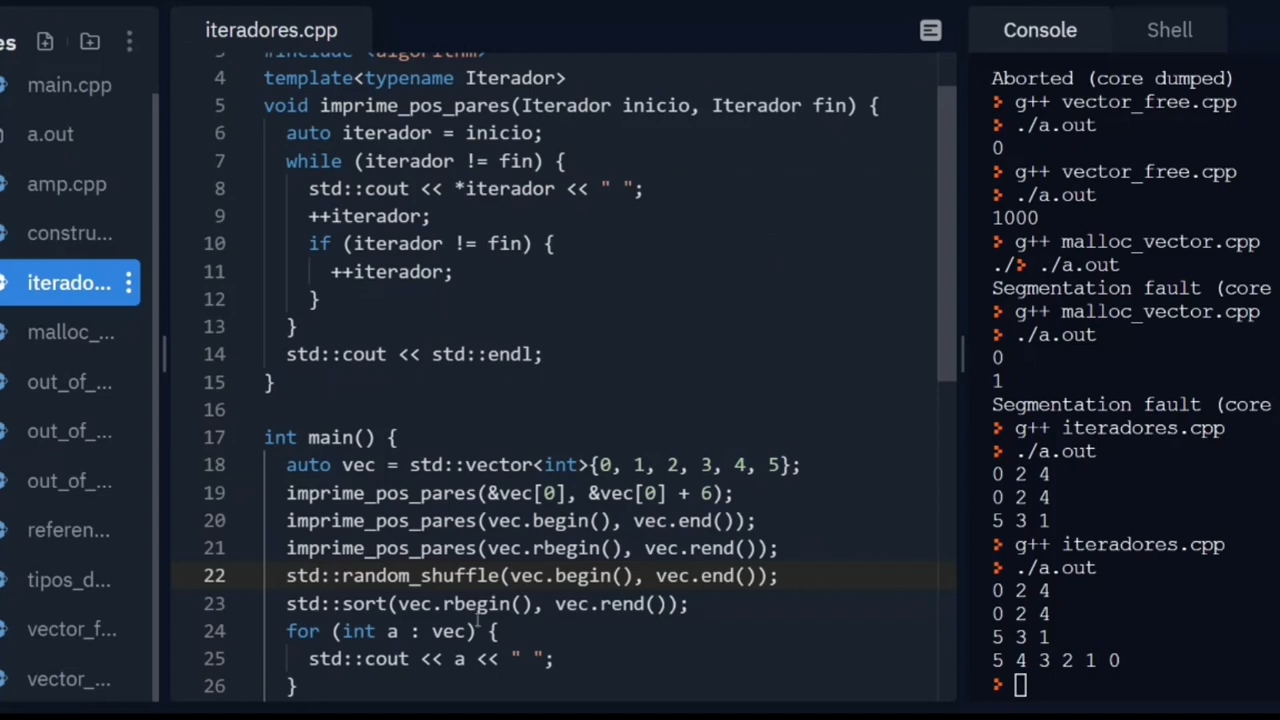 es
main.cpp
a.out
amp.cpp
constru...
iterado...
malloc_...
out_of_...
out_of_...
out_of_...
referen...
tipos_d...
vector_f...
vector_...
iteradores.cpp
3 #include <algorithm>
4 template<typename Iterador>
5 void imprime_pos_pares(Iterador inicio, Iterador fin) {
6 auto iterador = inicio;
7 while (iterador != fin) {
8 std::cout << *iterador << " ";
9 ++iterador;
10 if (iterador != fin) {
11 ++iterador;
12 }
13 }
14 std::cout << std::endl;
15 }
16
17 int main() {
18 auto vec = std::vector<int>{0, 1, 2, 3, 4, 5};
19 imprime_pos_pares(&vec[0], &vec[0] + 6);
20 imprime_pos_pares(vec.begin(), vec.end());
21 imprime_pos_pares(vec.rbegin(), vec.rend());
22 std::random_shuffle(vec.begin(), vec.end());
23 std::sort(vec.rbegin(), vec.rend());
24 for (int a : vec) {
25 std::cout << a << " ";
26 }
Console Shell
Aborted (core dumped)
> g++ vector_free.cpp
> ./a.out
0
> g++ vector_free.cpp
> ./a.out
1000
> g++ malloc_vector.cpp
./> ./a.out
Segmentation fault (core
> g++ malloc_vector.cpp
> ./a.out
0
1
Segmentation fault (core
> g++ iteradores.cpp
> ./a.out
0 2 4
0 2 4
5 3 1
> g++ iteradores.cpp
> ./a.out
0 2 4
0 2 4
5 3 1
5 4 3 2 1 0
>